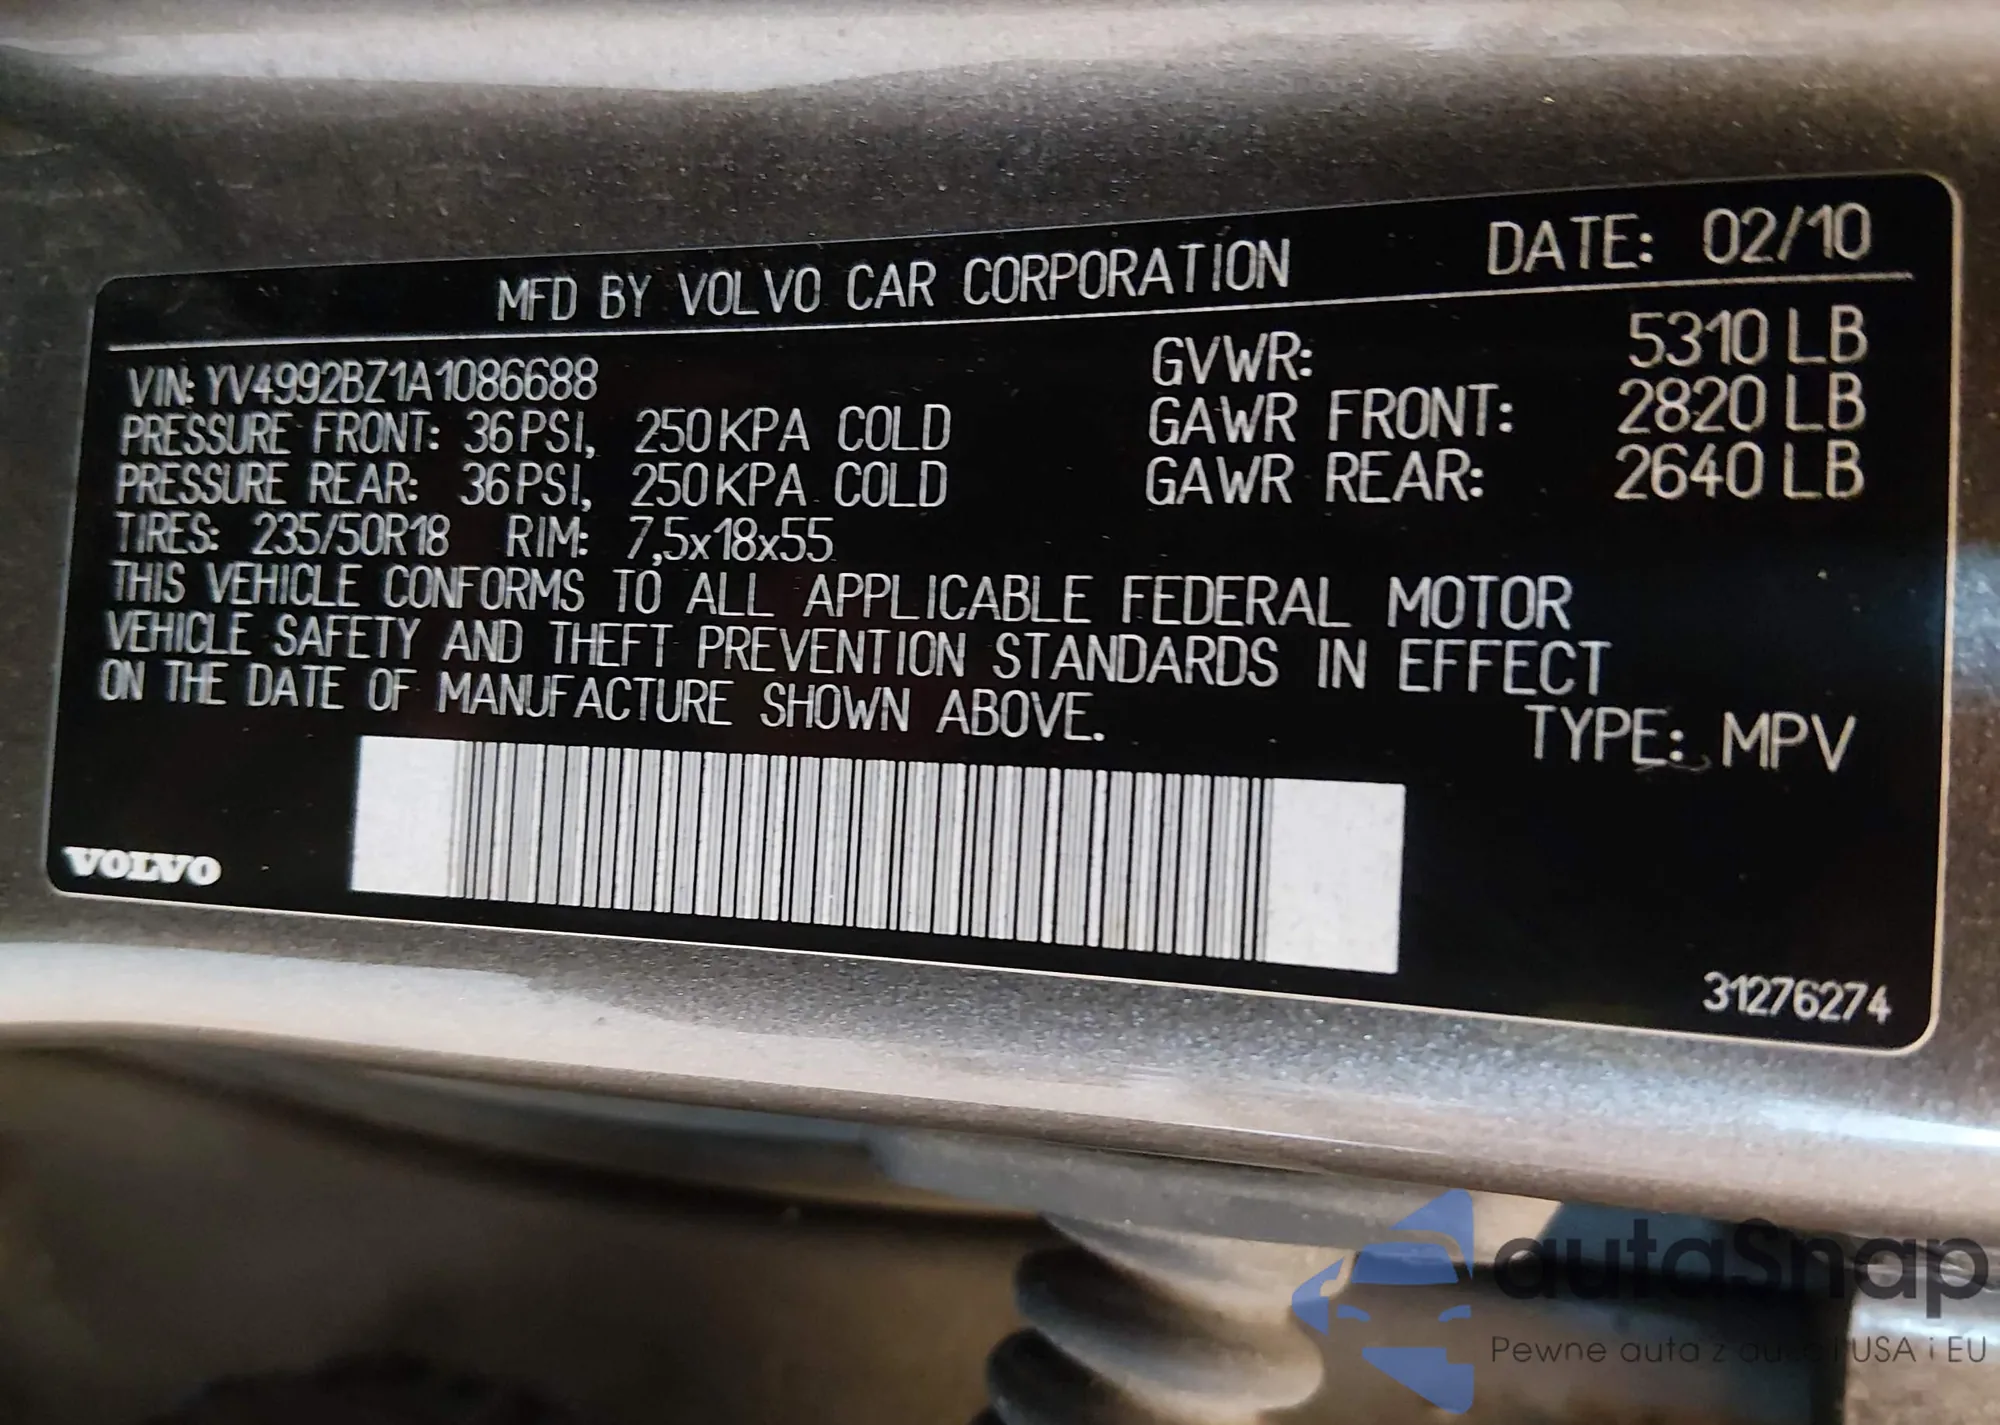 MFD BY VOLVO CAR CORPORATION DATE: 02/10
VIN: YV4992BZ1A1086688 GVWR: 5310 LB
PRESSURE FRONT: 36PSI, 250KPA COLD GAWR FRONT: 2820 LB
PRESSURE REAR: 36PSI, 250KPA COLD GAWR REAR: 2640 LB
TIRES: 235/50R18 RIM: 7,5x18x55
THIS VEHICLE CONFORMS TO ALL APPLICABLE FEDERAL MOTOR
VEHICLE SAFETY AND THEFT PREVENTION STANDARDS IN EFFECT
ON THE DATE OF MANUFACTURE SHOWN ABOVE.
TYPE: MPV
VOLVO
31276274
autaSnap
Pewne auta z aukcji USA i EU